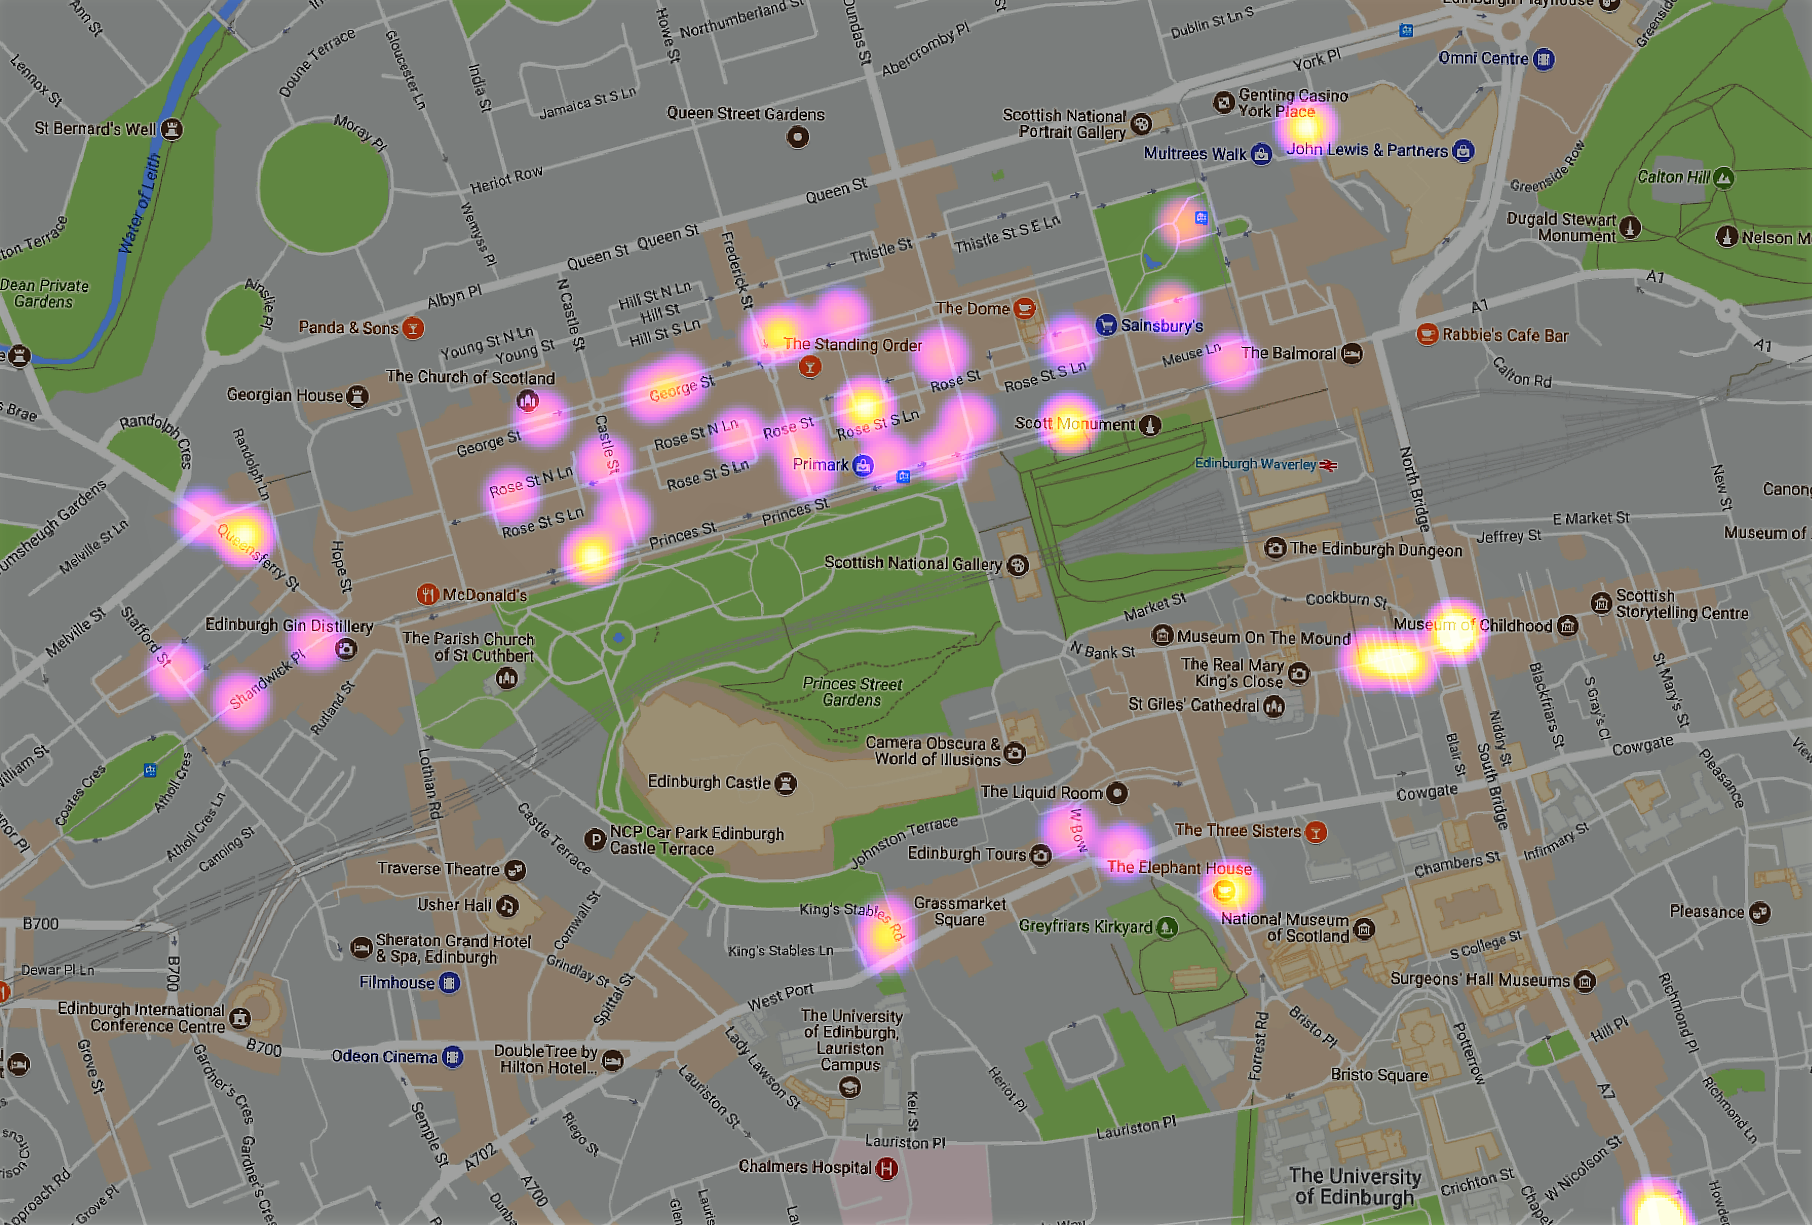 Ann St
Lennox St
St Bernard's Well
Water of Leith
Doune Terrace
Gloucester Ln
India St
Moray Pl
Heriot Row
Wemyss Pl
Jamaica St S Ln
Howe St
Northumberland St
Dundas St
Abercromby Pl
Queen Street Gardens
Dublin St Ln S
York Pl
Edinburgh Playhouse
Omni Centre
Greenside
Genting Casino
York Place
Scottish National
Portrait Gallery
Multrees Walk
John Lewis & Partners
Greenside Row
Calton Hill
Dugald Stewart
Monument
Nelson M
ton Terrace
Dean Private
Gardens
Ainslie Pl
Albyn Pl
Queen St
Queen St
Queen St
Thistle St
Thistle St S E Ln
Frederick St
N Castle St
Hill St N Ln
Hill St
Hill St S Ln
Young St N Ln
Young St
Panda & Sons
The Dome
Sainsbury's
The Balmoral
Rabbie's Cafe Bar
A1
A1
A1
Calton Rd
Meuse Ln
The Standing Order
The Church of Scotland
Georgian House
George St
George St
Rose St
Rose St S Ln
Rose St
Rose St S Ln
Rose St N Ln
Rose St S Ln
Rose St N Ln
Rose St S Ln
Castle St
Primark
Princes St
Princes St
Scott Monument
Edinburgh Waverley
North Bridge
New St
Canong
Museum of
E Market St
Jeffrey St
The Edinburgh Dungeon
Cockburn St
Market St
N Bank St
Museum On The Mound
Museum of Childhood
Scottish
Storytelling Centre
The Real Mary
King's Close
St Giles' Cathedral
Scottish National Gallery
Princes Street
Gardens
s Brae
Randolph Cres
Randolph Ln
umsheugh Gardens
Melville St Ln
Melville St
Queensferry St
Hope St
McDonald's
Stafford St
Edinburgh Gin Distillery
Shandwick Pl
Rutland St
The Parish Church
of St Cuthbert
William St
Coates Cres
Atholl Cres
Atholl Cres Ln
Canning St
Lothian Rd
Castle Terrace
NCP Car Park Edinburgh
Castle Terrace
Edinburgh Castle
Camera Obscura &
World of Illusions
The Liquid Room
W Bow
Johnston Terrace
Edinburgh Tours
The Elephant House
The Three Sisters
Cowgate
Cowgate
Blair St
Niddry St
South Bridge
Blackfriars St
S Gray's Cl
St Mary's St
Pleasance
View
Chambers St
Infirmary St
Traverse Theatre
Usher Hall
Cornwall St
Grindlay St
Spittal St
King's Stables Rd
King's Stables Ln
Grassmarket
Square
Greyfriars Kirkyard
National Museum
of Scotland
S College St
Surgeons' Hall Museums
Pleasance
Richmond Pl
Hill Pl
Richmond Ln
B700
B700
B700
Dewar Pl Ln
Sheraton Grand Hotel
& Spa, Edinburgh
Filmhouse
Edinburgh International
Conference Centre
Odeon Cinema
DoubleTree by
Hilton Hotel...
West Port
Lady Lawson St
The University
of Edinburgh,
Lauriston
Campus
Heriot Pl
Keir St
Lauriston St
Lauriston Pl
Lauriston Pl
Forrest Rd
Bristo Pl
Potterrow
Bristo Square
A7
W Nicolson St
Crichton St
Chapel
Howden
The University
of Edinburgh
Chalmers Hospital
Grove St
Gardner's Cres
Gardner's Cres
Semple St
A702
A700
Riego St
Dunba
Glen
Lauris
Grove Pl
pproach Rd